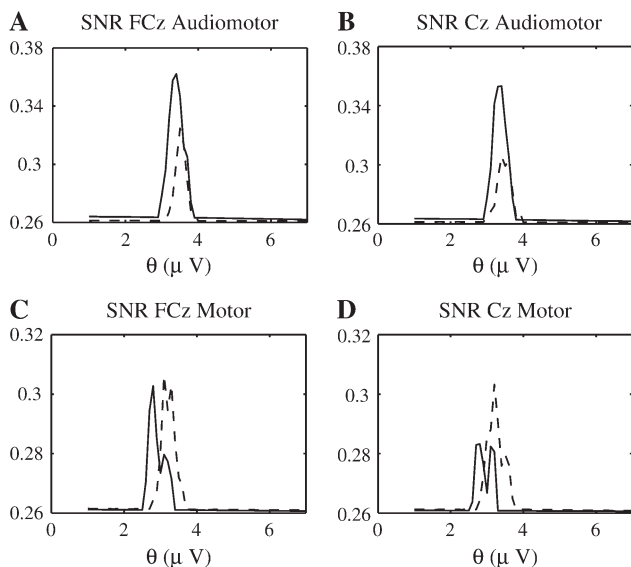 A SNR FCz Audiomotor
0.38
0.34
0.3
0.26
0 2 4 6
θ (μ V)
B SNR Cz Audiomotor
0.38
0.34
0.3
0.26
0 2 4 6
θ (μ V)
C SNR FCz Motor
0.32
0.3
0.28
0.26
0 2 4 6
θ (μ V)
D SNR Cz Motor
0.32
0.3
0.28
0.26
0 2 4 6
θ (μ V)